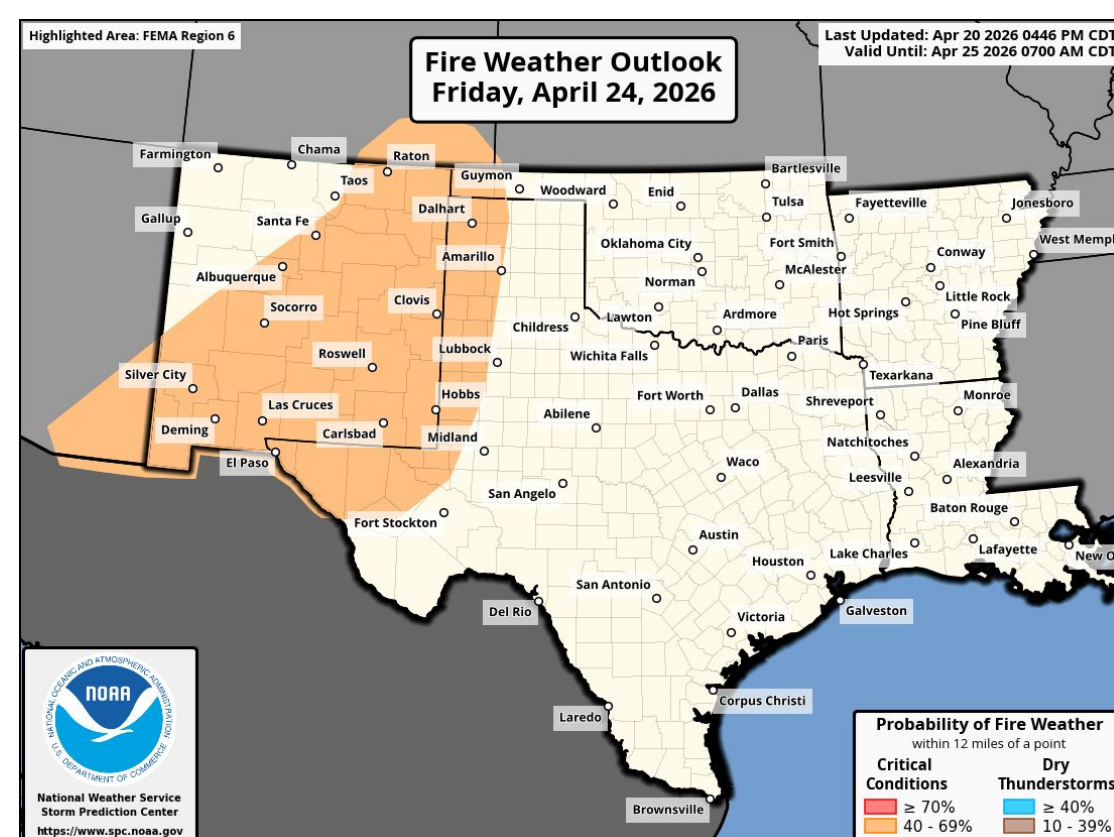 Highlighted Area: FEMA Region 6
Last Updated: Apr 20 2026 0446 PM CDT
Valid Until: Apr 25 2026 0700 AM CDT
Fire Weather Outlook
Friday, April 24, 2026
Farmington
Chama
Raton
Taos
Guymon
Woodward
Enid
Bartlesville
Tulsa
Fayetteville
Jonesboro
Gallup
Santa Fe
Dalhart
Oklahoma City
Fort Smith
West Memp
Albuquerque
Amarillo
Norman
McAlester
Conway
Socorro
Clovis
Childress
Lawton
Ardmore
Hot Springs
Little Rock
Pine Bluff
Roswell
Lubbock
Wichita Falls
Paris
Texarkana
Silver City
Las Cruces
Hobbs
Fort Worth
Dallas
Shreveport
Monroe
Deming
Carlsbad
Midland
Abilene
Natchitoches
El Paso
San Angelo
Waco
Leesville
Alexandria
Fort Stockton
Austin
Baton Rouge
Houston
Lake Charles
Lafayette
New O
Del Rio
San Antonio
Victoria
Galveston
Laredo
Corpus Christi
Brownsville
NATIONAL OCEANIC AND ATMOSPHERIC ADMINISTRATION
NOAA
U.S. DEPARTMENT OF COMMERCE
National Weather Service
Storm Prediction Center
https://www.spc.noaa.gov
Probability of Fire Weather
within 12 miles of a point
Critical Conditions
≥ 70%
40 - 69%
Dry Thunderstorms
≥ 40%
10 - 39%